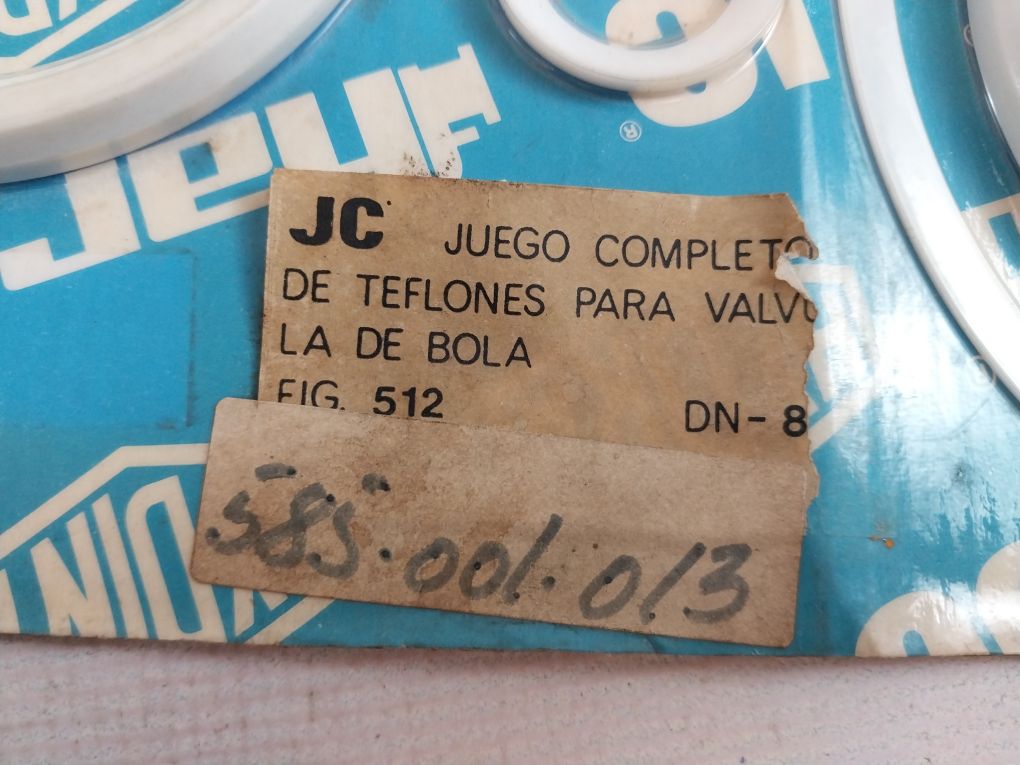 JC JUEGO COMPLETO
DE TEFLONES PARA VALVU
LA DE BOLA
FIG. 512
DN-8
585.001.013